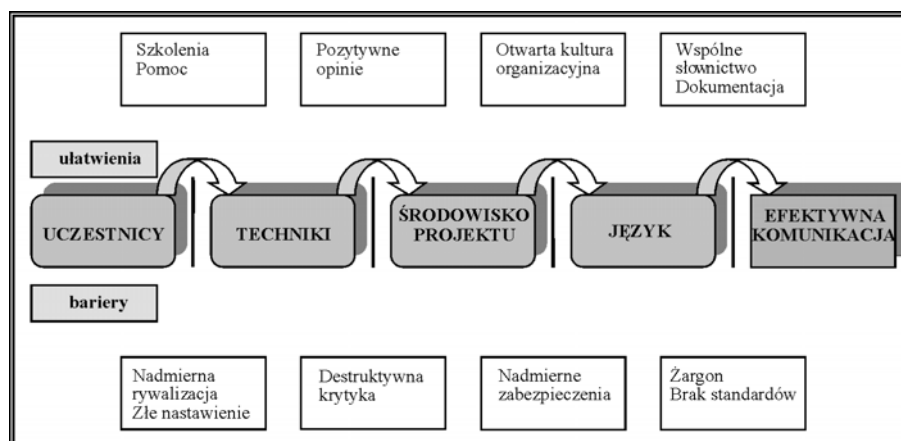 Szkolenia
Pomoc
Pozytywne
opinie
Otwarta kultura
organizacyjna
Wspólne
słownictwo
Dokumentacja
ułatwienia
UCZESTNICY
TECHNIKI
ŚRODOWISKO
PROJEKTU
JĘZYK
EFEKTYWNA
KOMUNIKACJA
bariery
Nadmierna
rywalizacja
Złe nastawienie
Destruktywna
krytyka
Nadmierne
zabezpieczenia
Żargon
Brak standardów